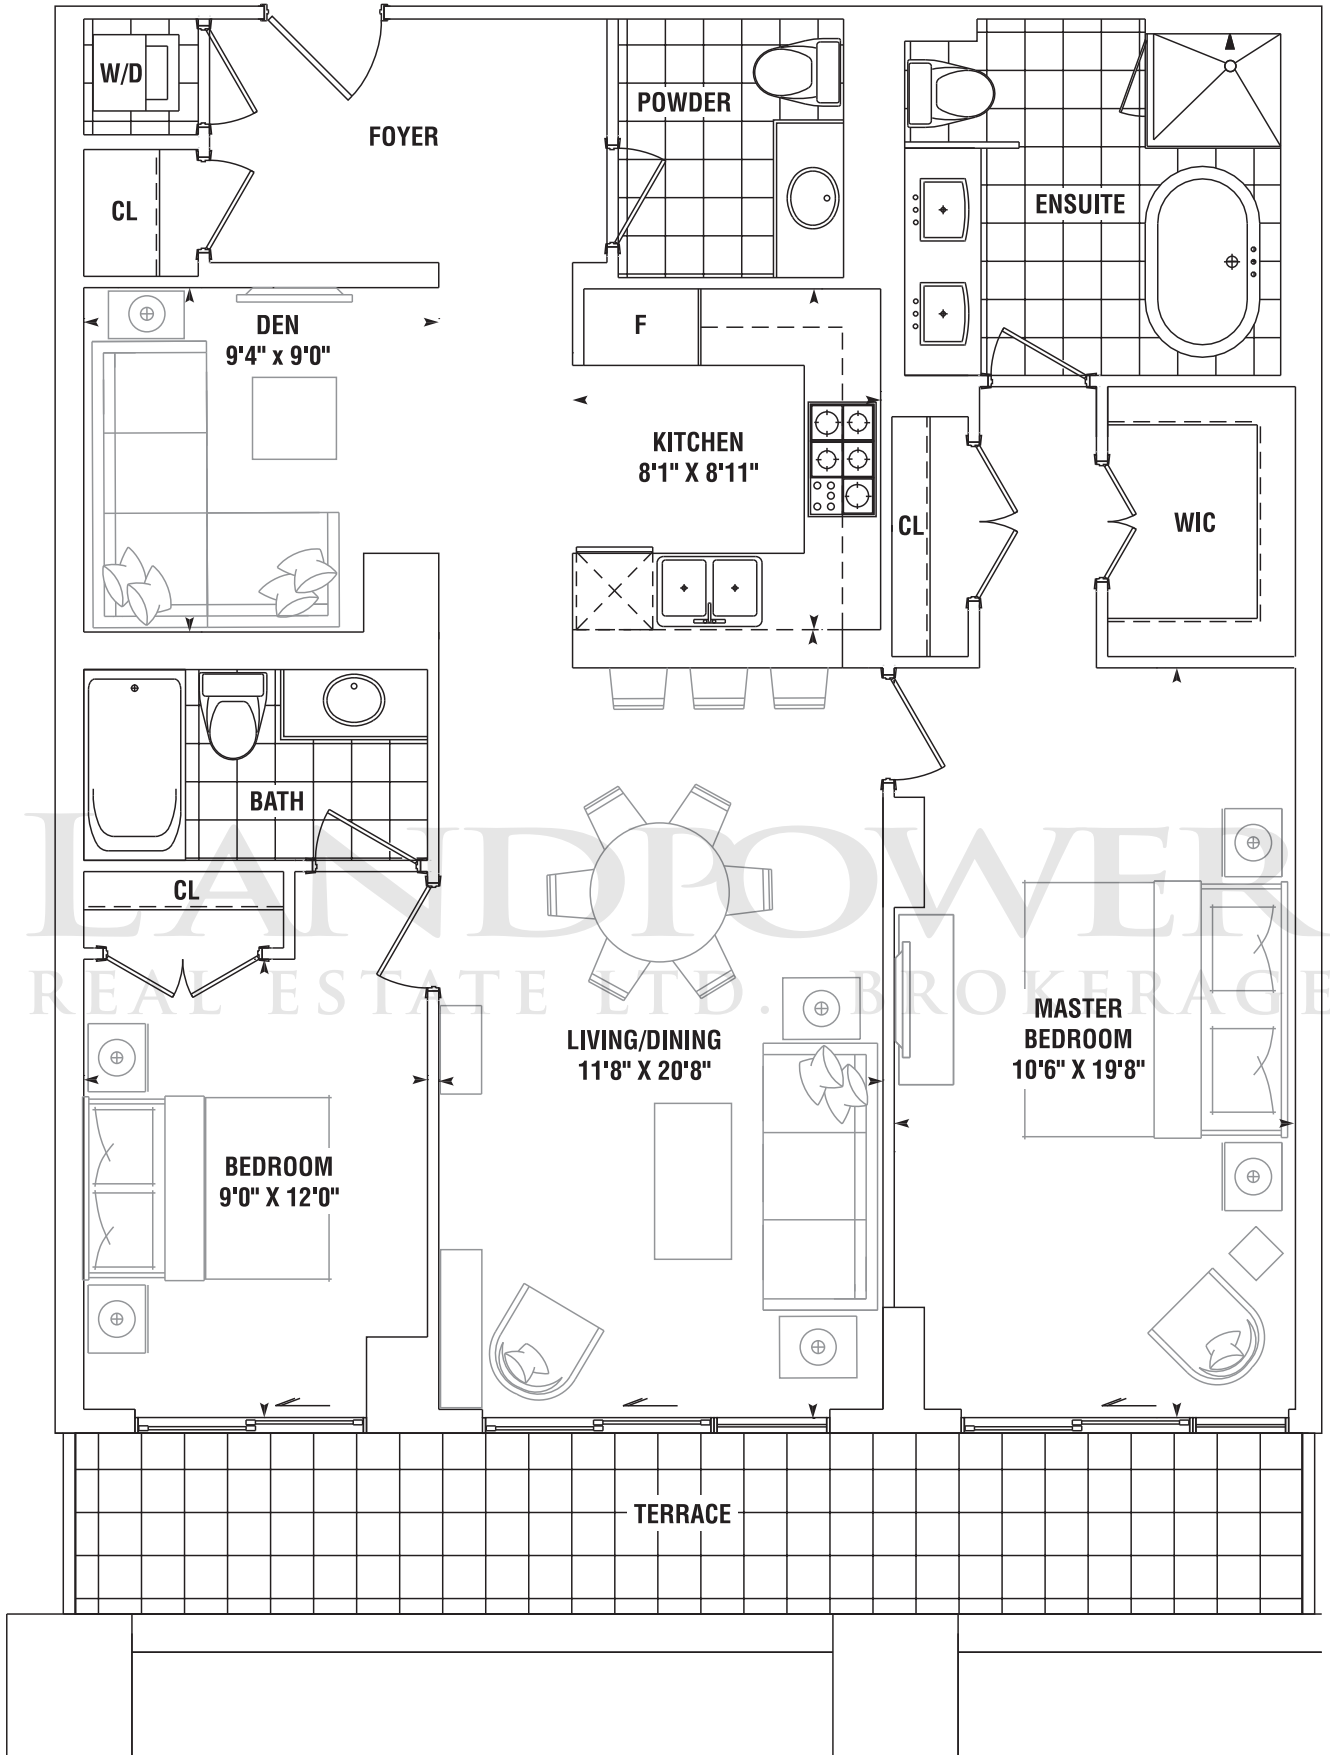 W/D
FOYER
POWDER
CL
ENSUITE
DEN
9'4" x 9'0"
F
KITCHEN
8'1" X 8'11"
CL
WIC
BATH
CL
LANDPOWER
REAL ESTATE LTD. BROKERAGE
MASTER
BEDROOM
10'6" X 19'8"
LIVING/DINING
11'8" X 20'8"
BEDROOM
9'0" X 12'0"
TERRACE